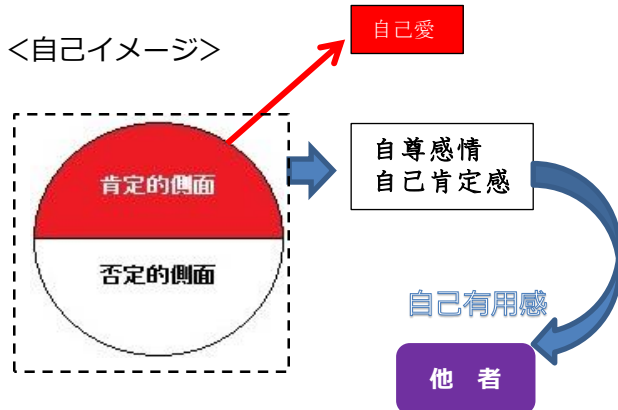 <自己イメージ>
自己愛
肯定的側面
否定的側面
自尊感情
自己肯定感
自己有用感
他 者